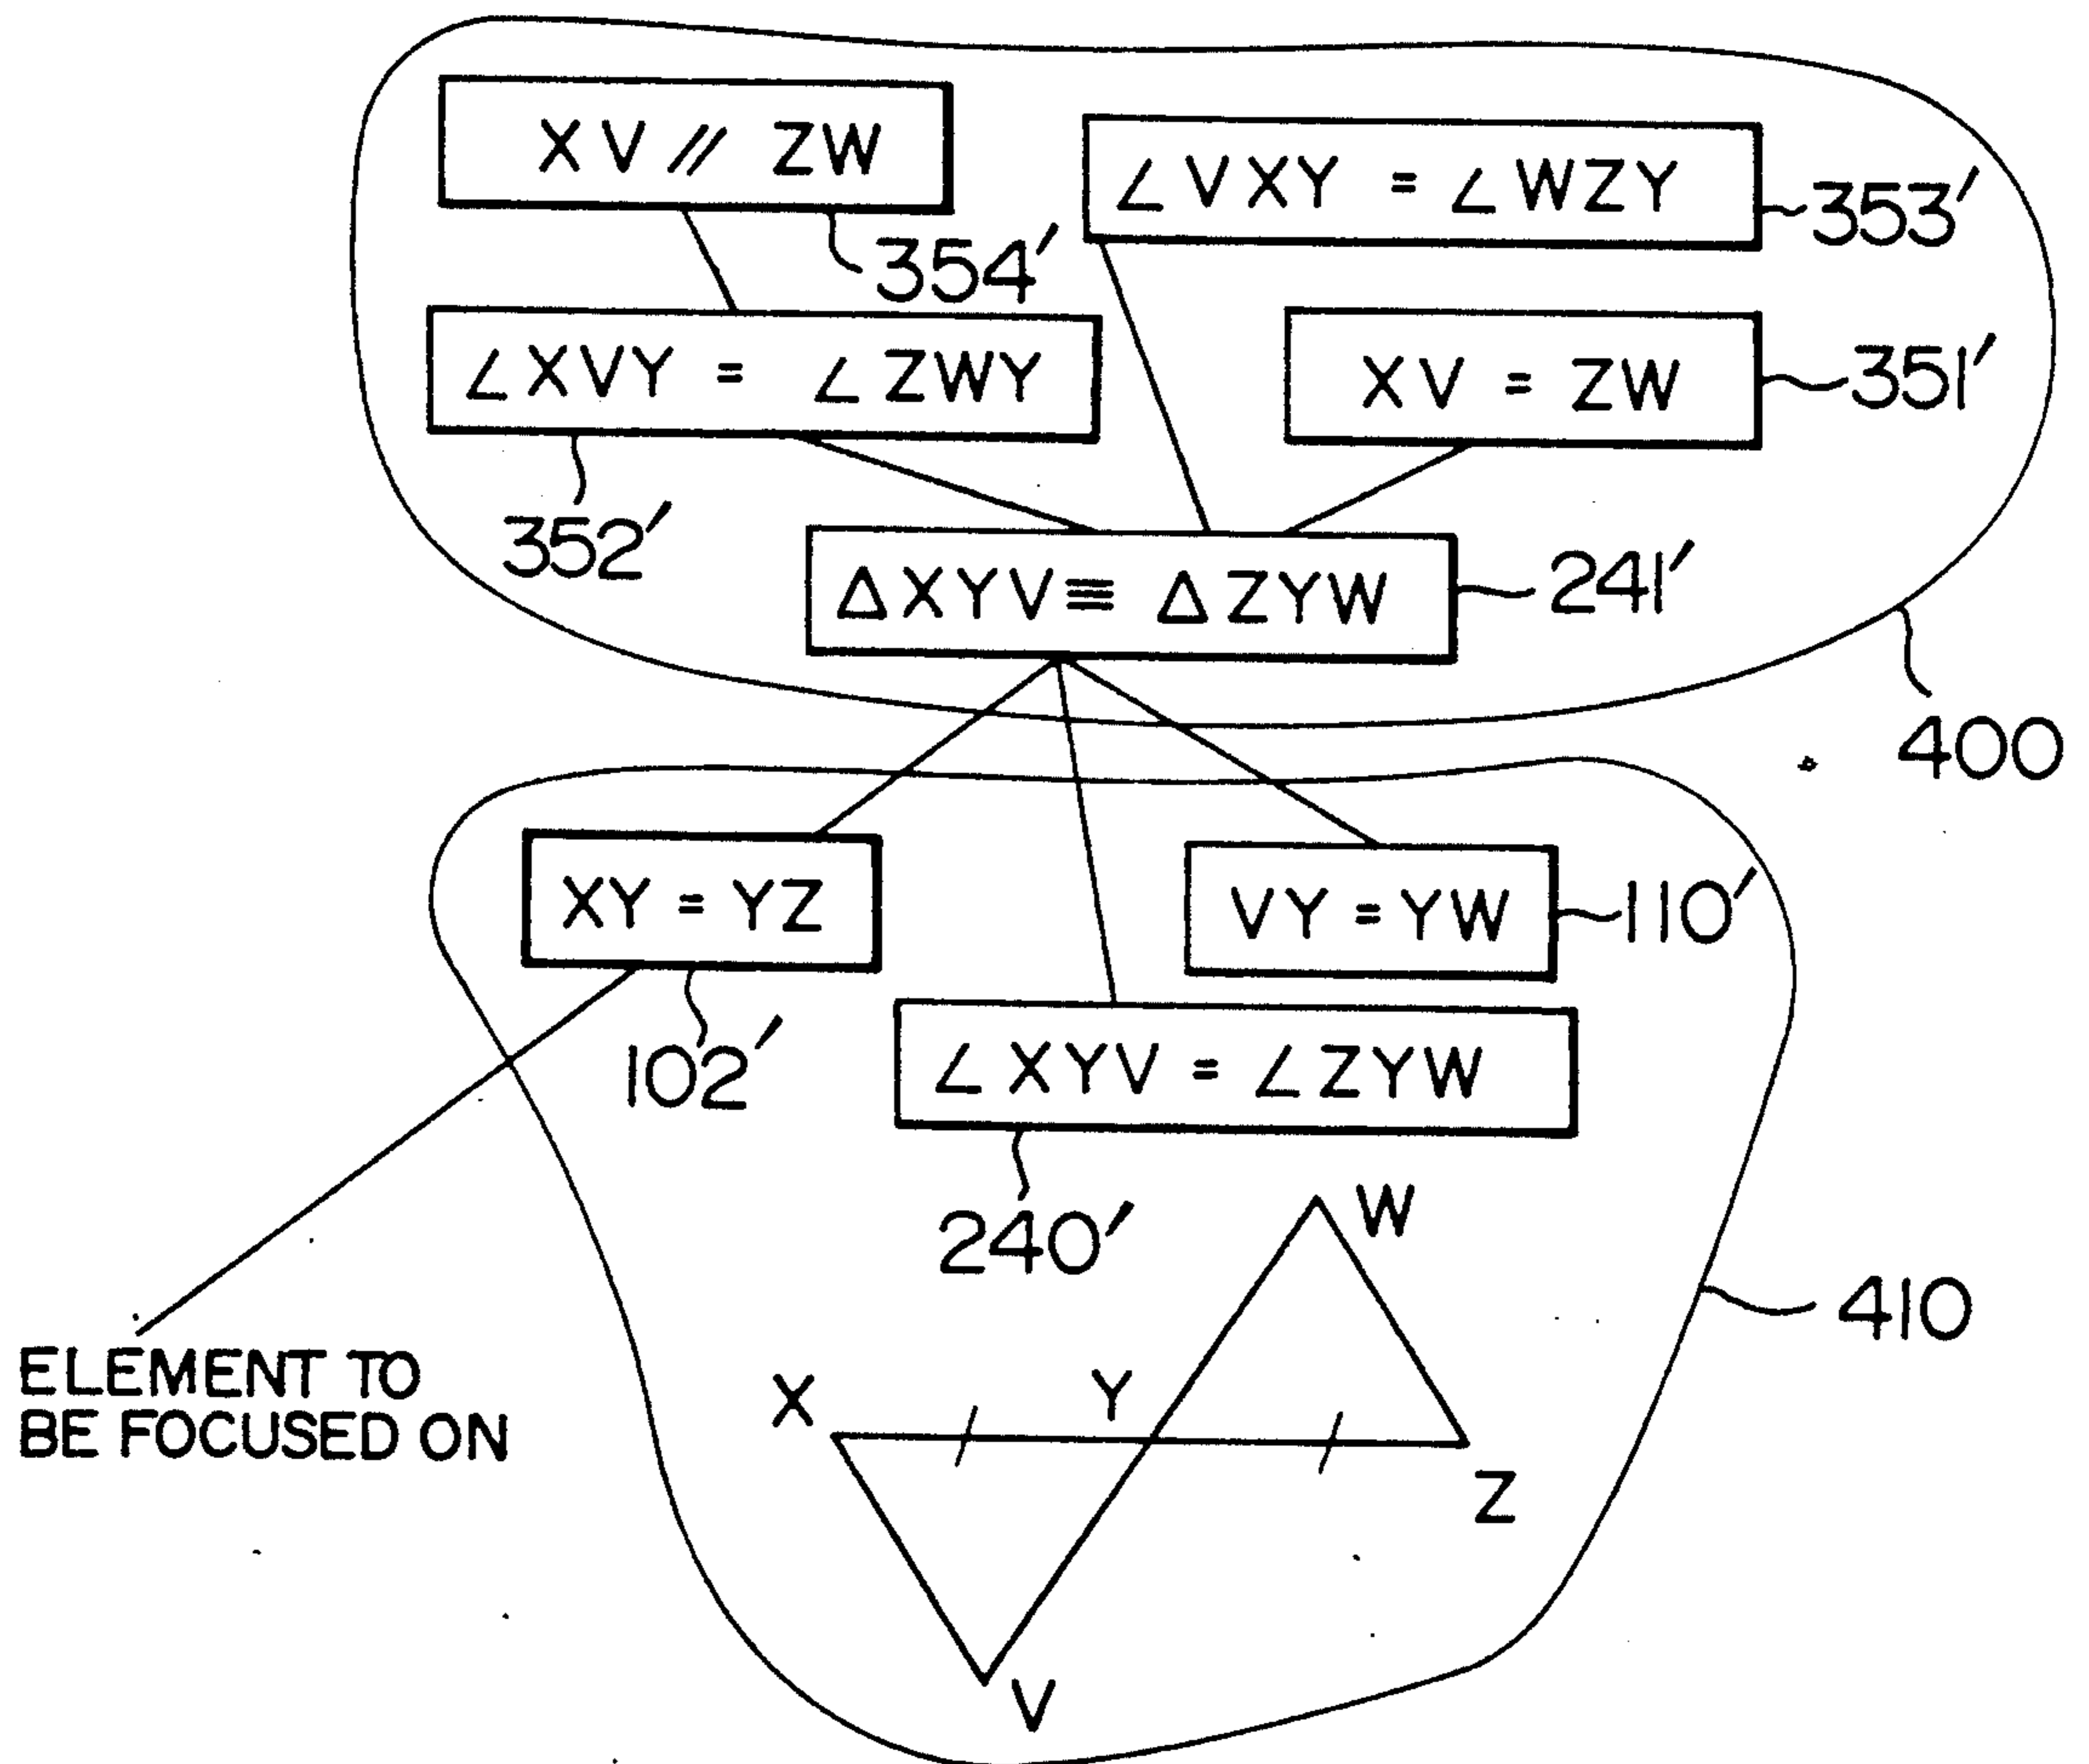 XV // ZW
∠VXY = ∠WZY
353′
354′
∠XVY = ∠ZWY
XV = ZW
351′
352′
ΔXYV ≡ ΔZYW
241′
400
XY = YZ
VY = YW
110′
102′
∠XYV = ∠ZYW
240′
W
410
ELEMENT TO
BE FOCUSED ON
X
Y
Z
V